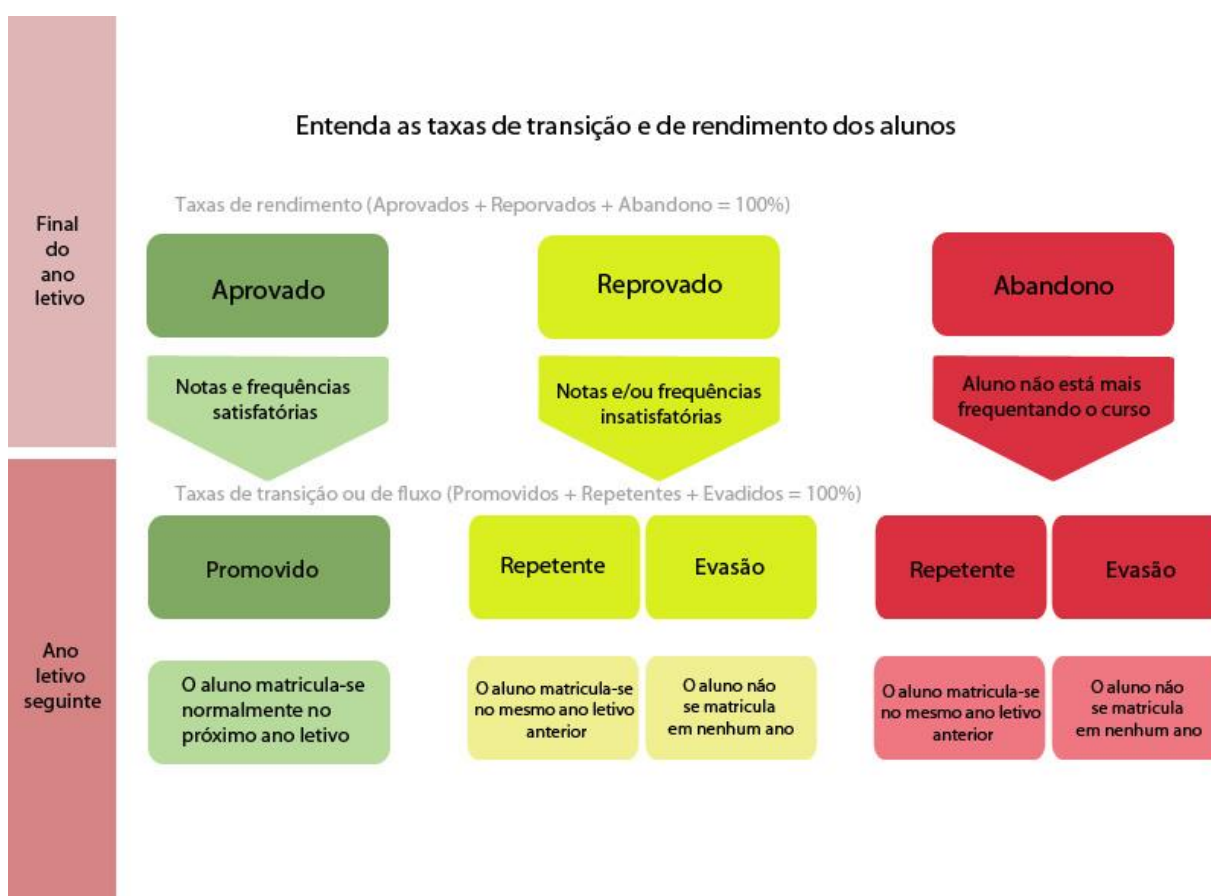 Entenda as taxas de transição e de rendimento dos alunos
Final
do
ano
letivo
Taxas de rendimento (Aprovados + Reporvados + Abandono = 100%)
Aprovado
Reprovado
Abandono
Notas e frequências
satisfatórias
Notas e/ou frequências
insatisfatórias
Aluno não está mais
frequentando o curso
Ano
letivo
seguinte
Taxas de transição ou de fluxo (Promovidos + Repetentes + Evadidos = 100%)
Promovido
Repetente
Evasão
Repetente
Evasão
O aluno matricula-se
normalmente no
próximo ano letivo
O aluno matricula-se
no mesmo ano letivo
anterior
O aluno não
se matricula
em nenhum ano
O aluno matricula-se
no mesmo ano letivo
anterior
O aluno não
se matricula
em nenhum ano